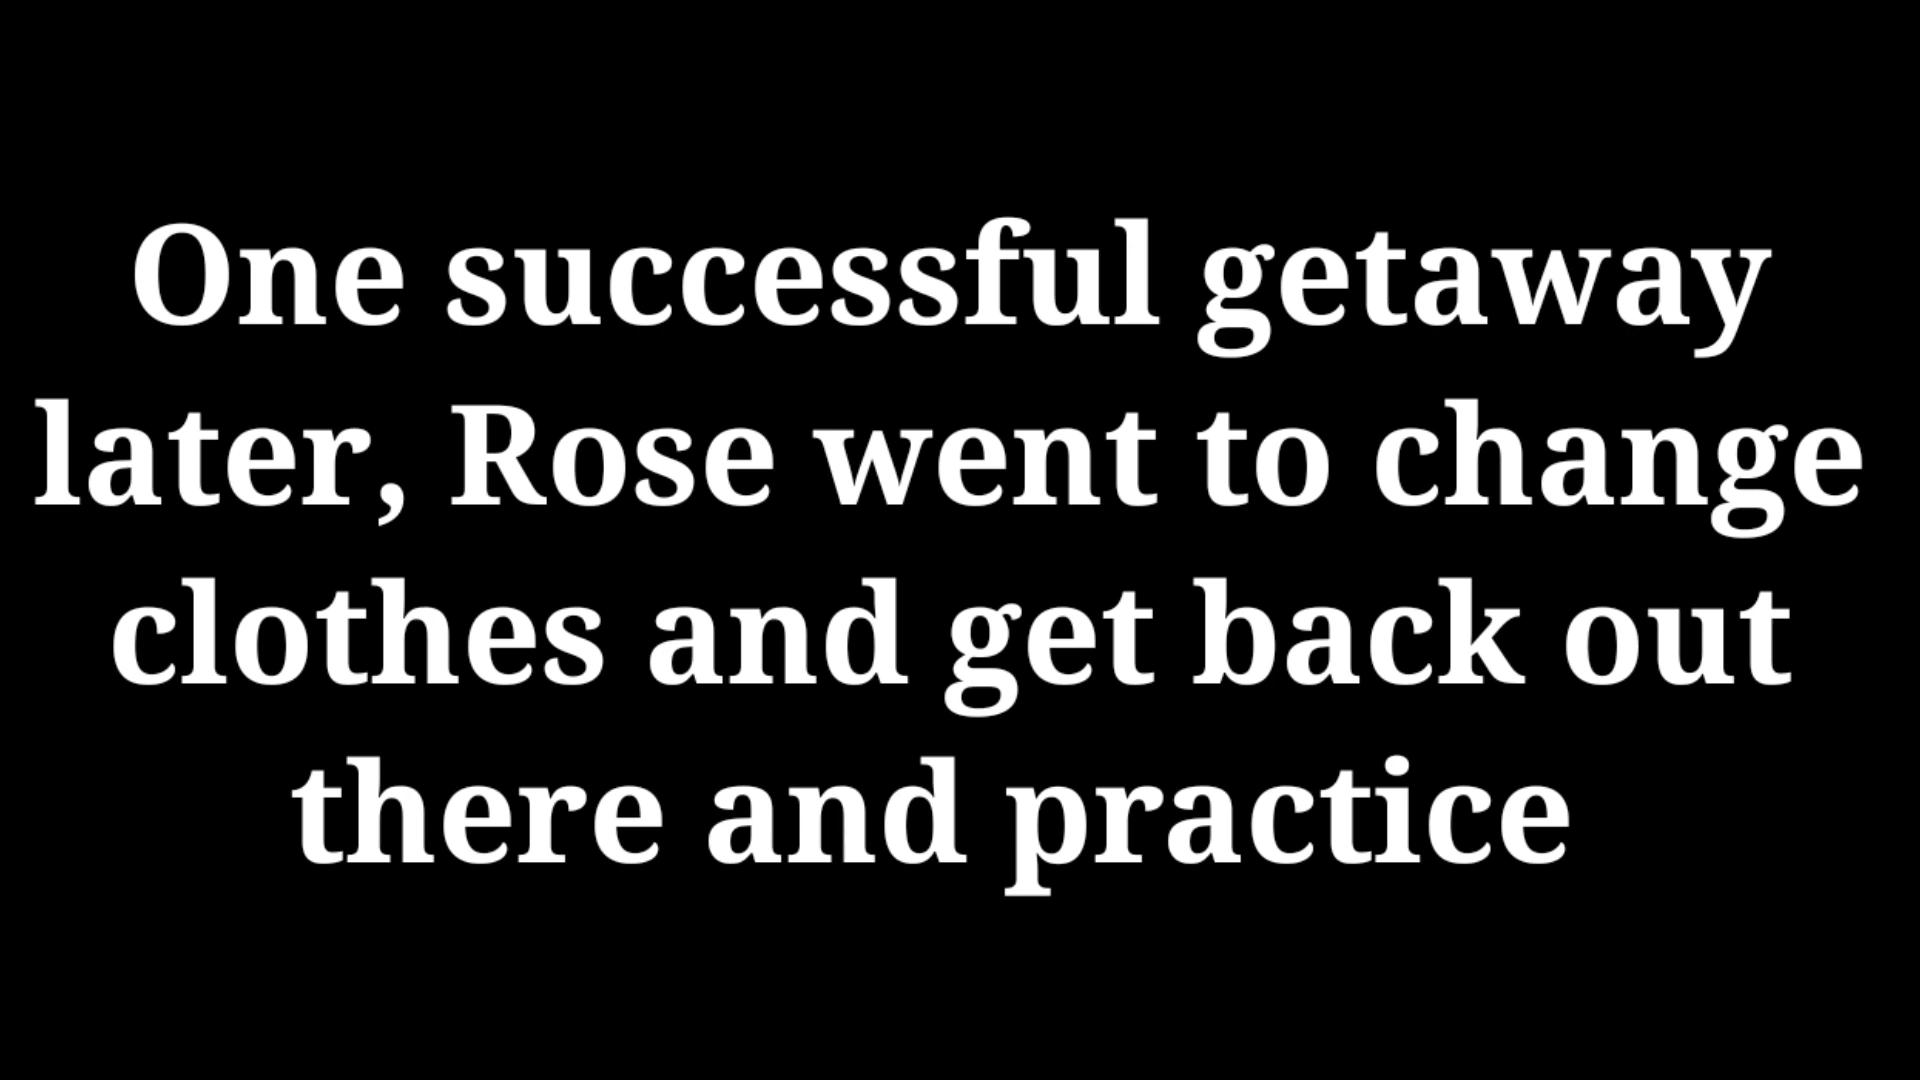 One successful getaway
later, Rose went to change
clothes and get back out
there and practice